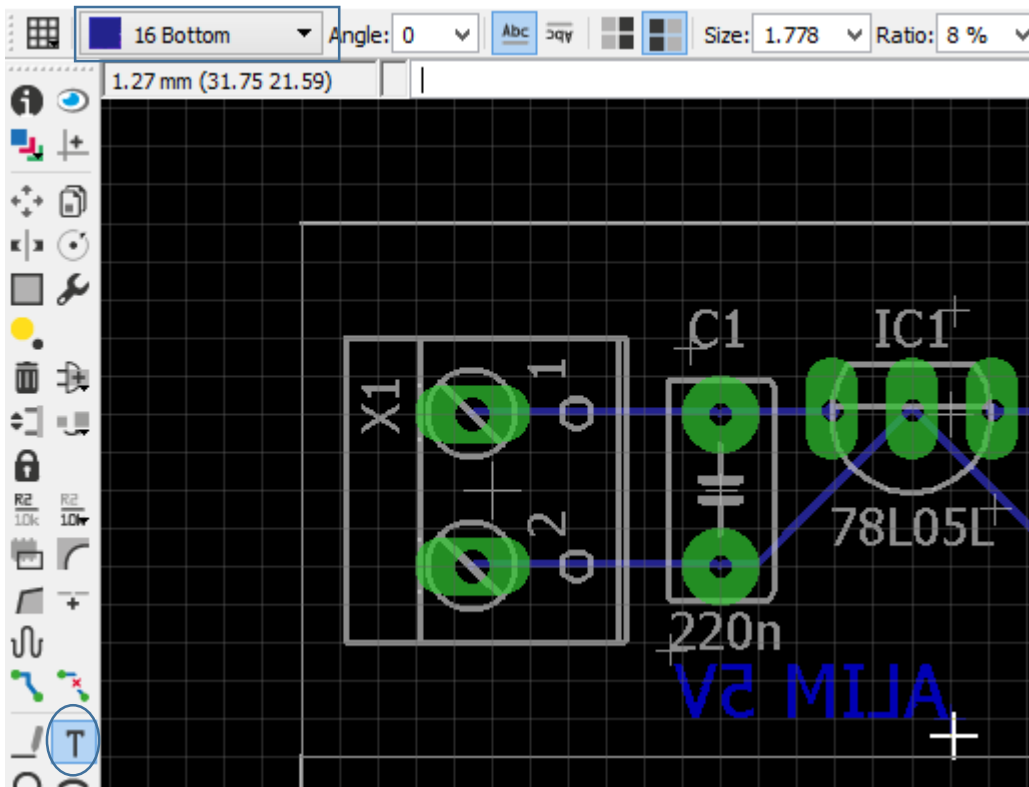 16 Bottom Angle: 0 Abc Abc Size: 1.778 Ratio: 8 %
1.27 mm (31.75 21.59)
C1 IC1
X1 1
2
78L05L
220n
ALIM 5V
R2 R2
10k 10k
T